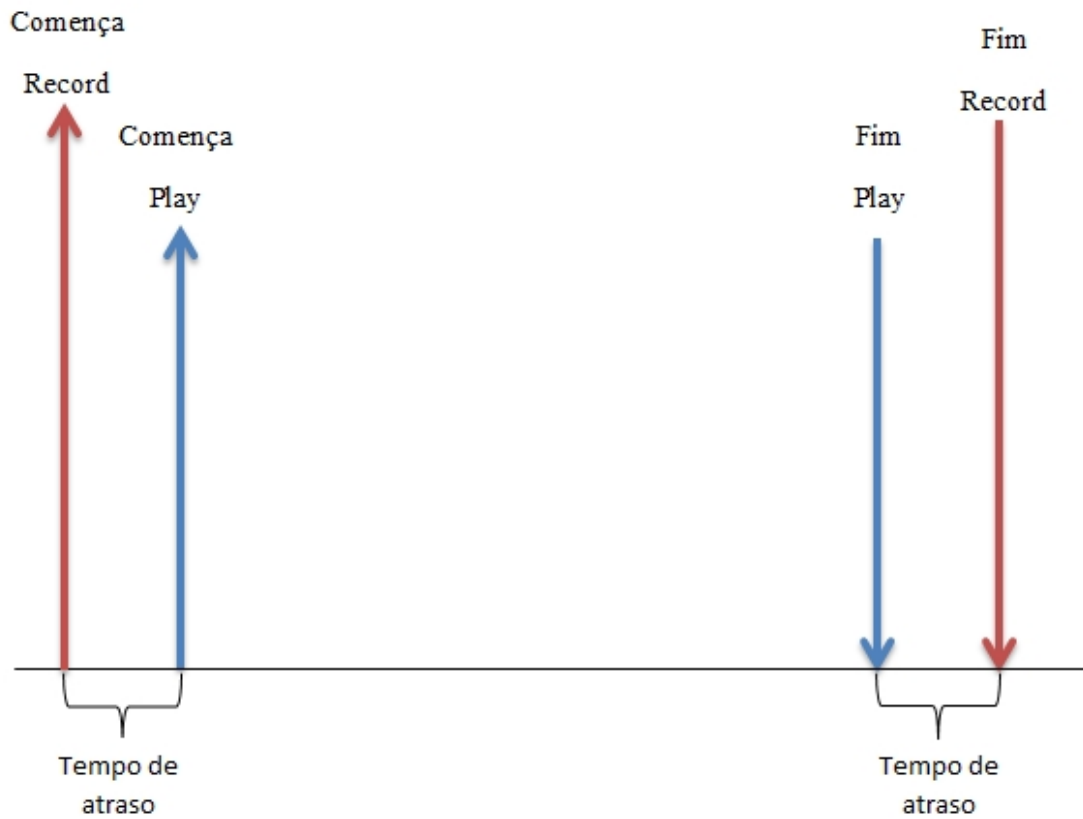 Comença
Record
Comença
Play
Fim
Play
Fim
Record
Tempo de
atraso
Tempo de
atraso